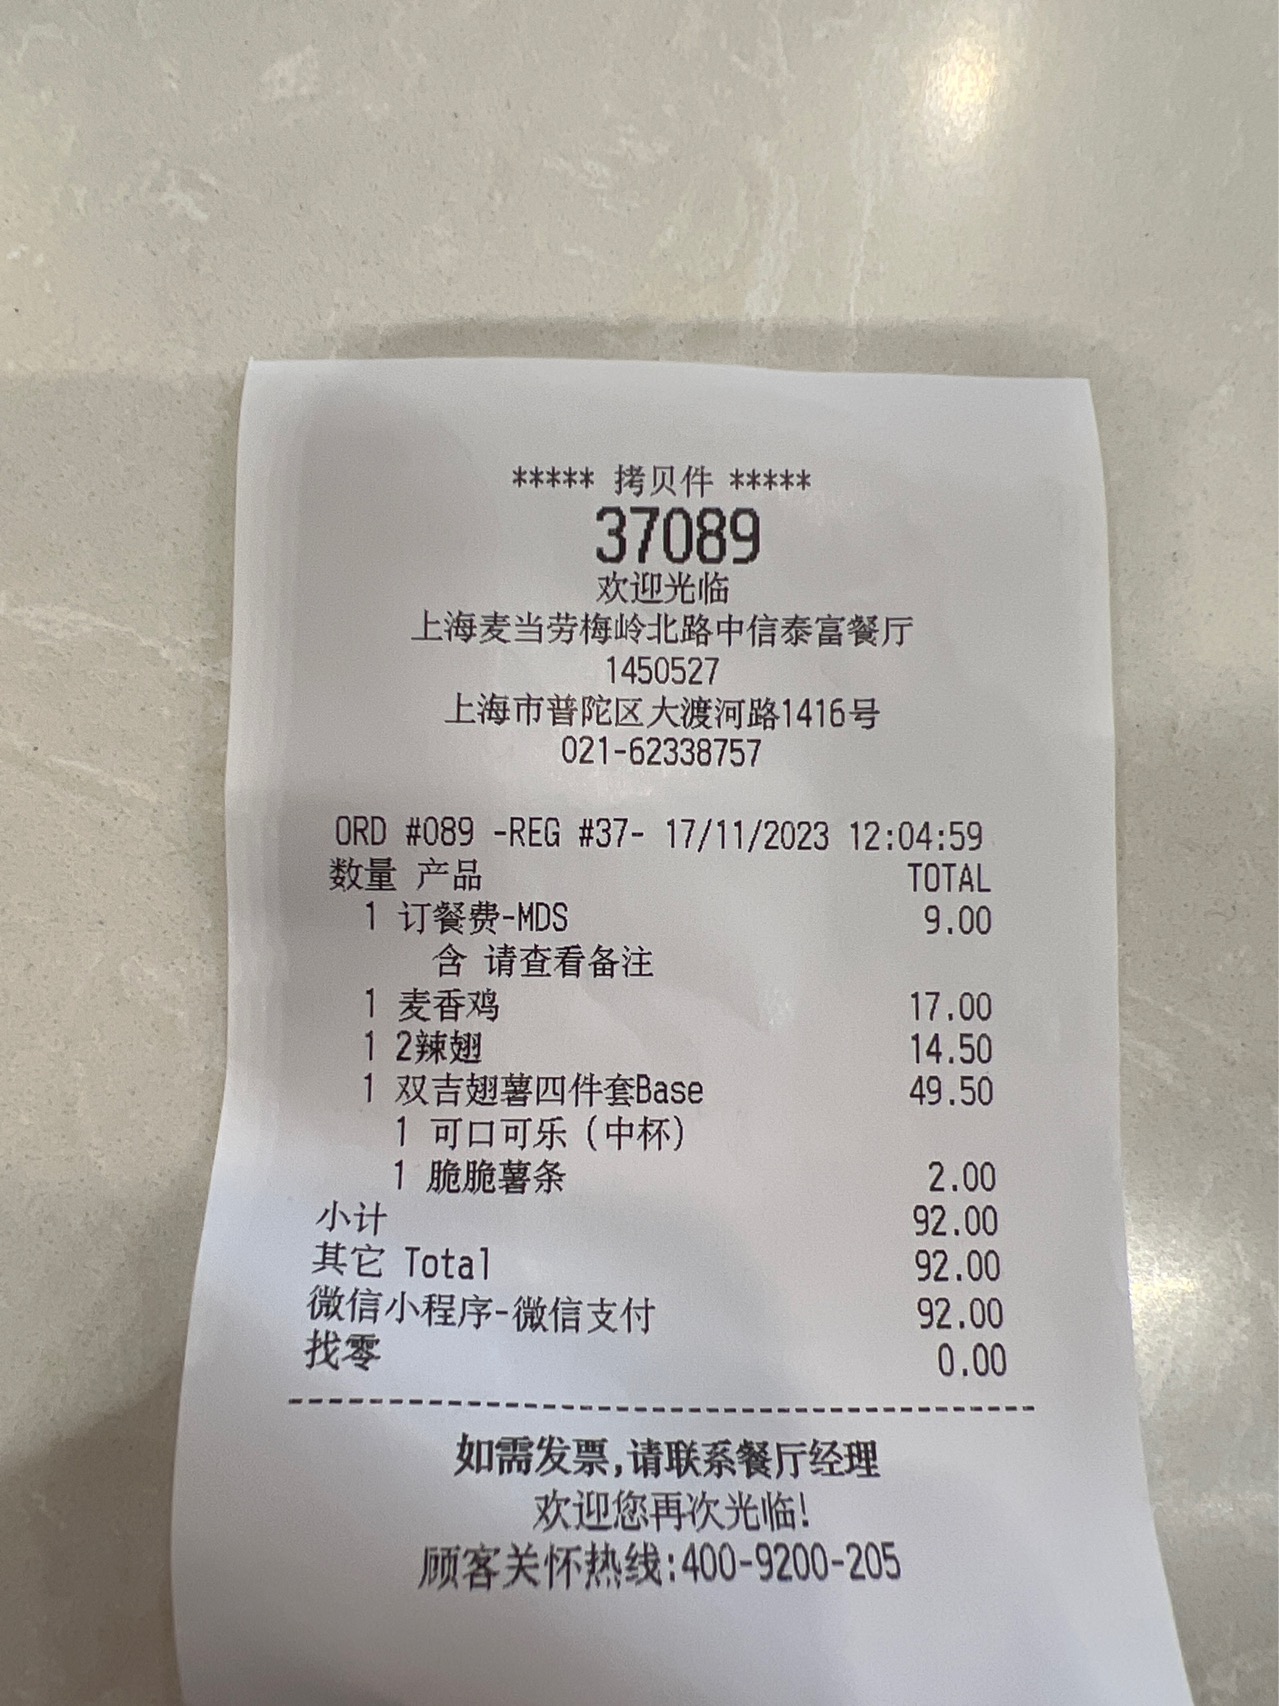 ***** 拷贝件 *****
37089
欢迎光临
上海麦当劳梅岭北路中信泰富餐厅
1450527
上海市普陀区大渡河路1416号
021-62338757
ORD #089 -REG #37- 17/11/2023 12:04:59
数量 产品 TOTAL
1 订餐费-MDS 9.00
含 请查看备注
1 麦香鸡 17.00
1 2辣翅 14.50
1 双吉翅薯四件套Base 49.50
1 可口可乐(中杯)
1 脆脆薯条 2.00
小计 92.00
其它 Total 92.00
微信小程序-微信支付 92.00
找零 0.00
如需发票,请联系餐厅经理
欢迎您再次光临!
顾客关怀热线:400-9200-205